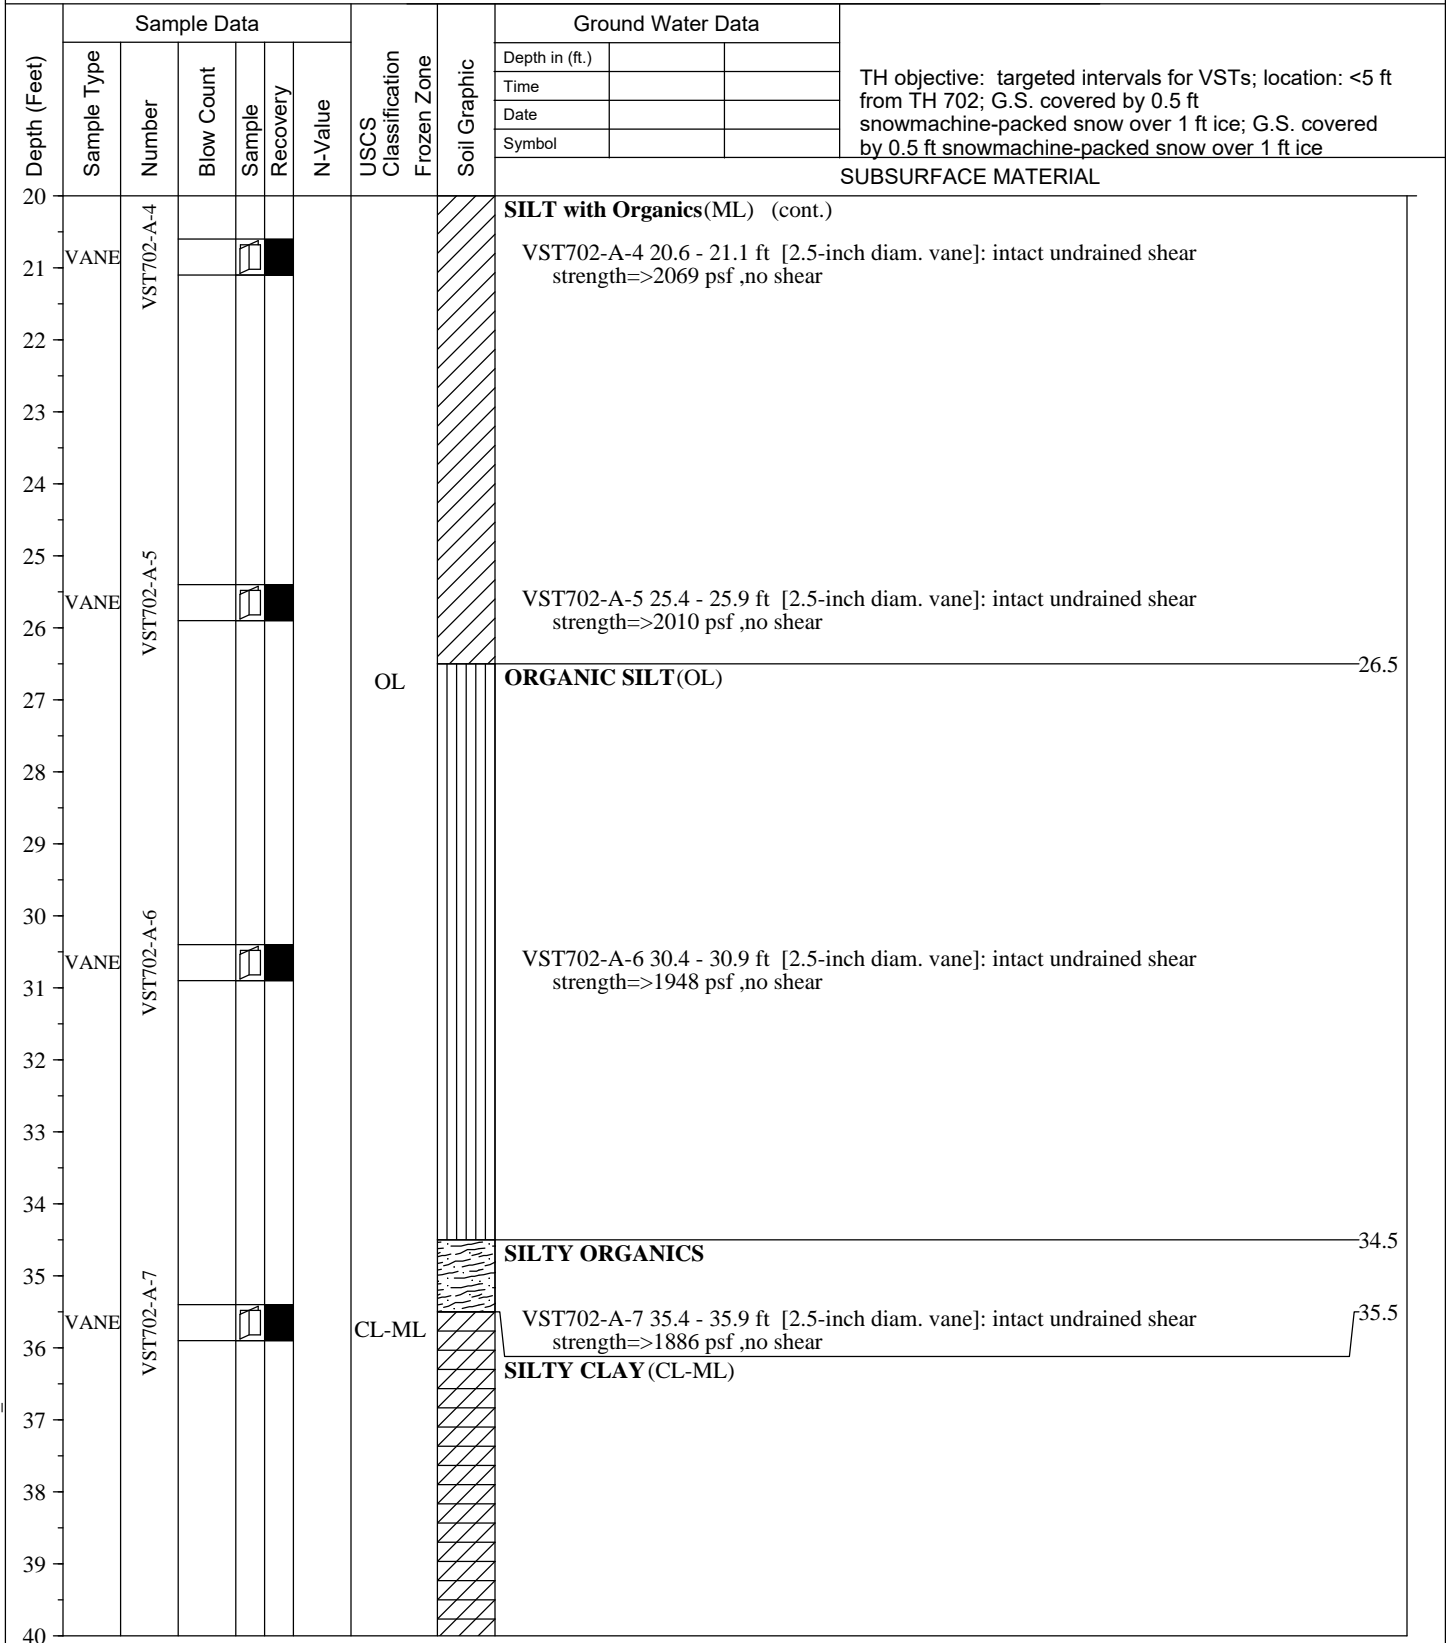 Sample Data
Ground Water Data
Depth (Feet)
Sample Type
Number
Blow Count
Sample
Recovery
N-Value
USCS
Classification
Frozen Zone
Soil Graphic
Depth in (ft.)
Time
Date
Symbol
TH objective: targeted intervals for VSTs; location: <5 ft
from TH 702; G.S. covered by 0.5 ft
snowmachine-packed snow over 1 ft ice; G.S. covered
by 0.5 ft snowmachine-packed snow over 1 ft ice
SUBSURFACE MATERIAL
20
SILT with Organics(ML) (cont.)
VANE
VST702-A-4
VST702-A-4 20.6 - 21.1 ft [2.5-inch diam. vane]: intact undrained shear
strength=>2069 psf ,no shear
21
22
23
24
25
VANE
VST702-A-5
VST702-A-5 25.4 - 25.9 ft [2.5-inch diam. vane]: intact undrained shear
strength=>2010 psf ,no shear
26
26.5
OL
ORGANIC SILT(OL)
27
28
29
30
VANE
VST702-A-6
VST702-A-6 30.4 - 30.9 ft [2.5-inch diam. vane]: intact undrained shear
strength=>1948 psf ,no shear
31
32
33
34
34.5
SILTY ORGANICS
35
35.5
VANE
VST702-A-7
CL-ML
VST702-A-7 35.4 - 35.9 ft [2.5-inch diam. vane]: intact undrained shear
strength=>1886 psf ,no shear
36
SILTY CLAY(CL-ML)
37
38
39
40